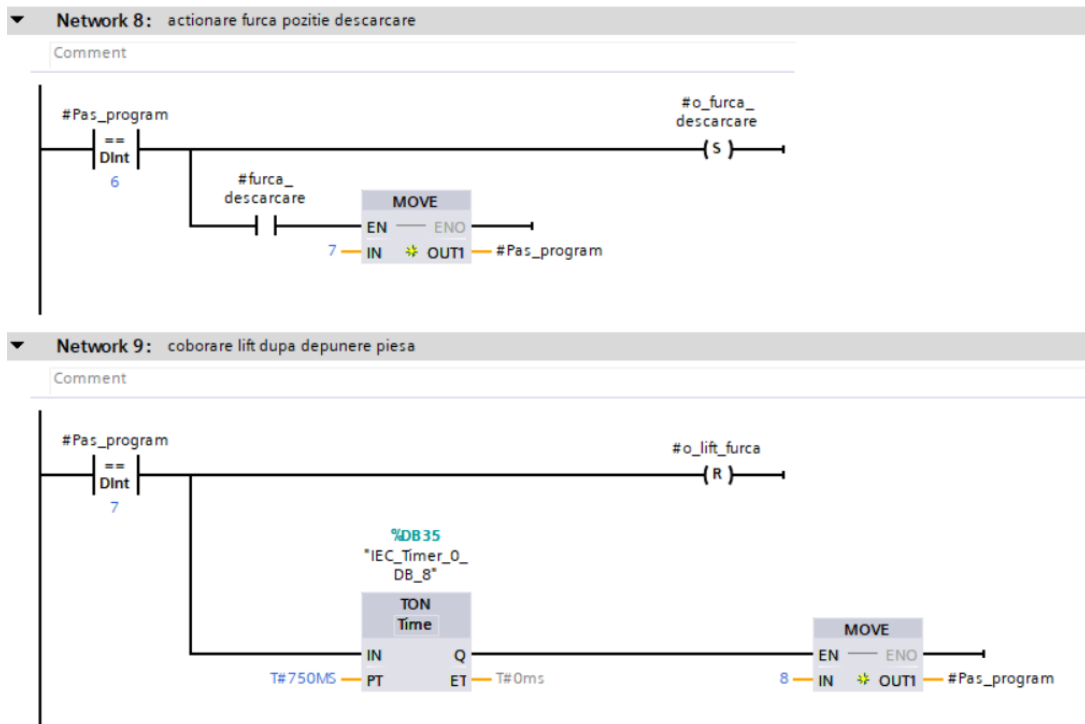 Network 8: actionare furca pozitie descarcare
Comment
#Pas_program
==
DInt
6
#o_furca_
descarcare
S
#furca_
descarcare
MOVE
EN ENO
7 IN OUT1 #Pas_program
Network 9: coborare lift dupa depunere piesa
Comment
#Pas_program
==
DInt
7
#o_lift_furca
R
%DB35
"IEC_Timer_0_
DB_8"
TON
Time
IN Q
T#750MS PT ET T#0ms
MOVE
EN ENO
8 IN OUT1 #Pas_program